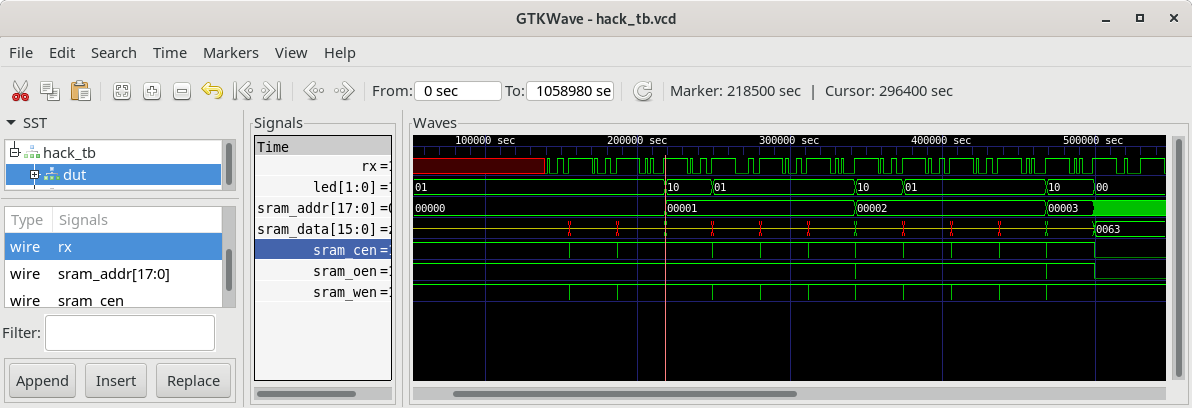 GTKWave - hack_tb.vcd
File Edit Search Time Markers View Help
From: 0 sec To: 1058980 se Marker: 218500 sec | Cursor: 296400 sec
SST
hack_tb
dut
Type Signals
wire rx
wire sram_addr[17:0]
wire sram_cen
Filter:
Append Insert Replace
Signals
Time
rx =1
led[1:0] =1
sram_addr[17:0] =0
sram_data[15:0] =z
sram_cen =1
sram_oen =1
sram_wen =1
Waves
100000 sec 200000 sec 300000 sec 400000 sec 500000 sec
01 10 01 10 01 10 00
00000 00001 00002 00003
0063